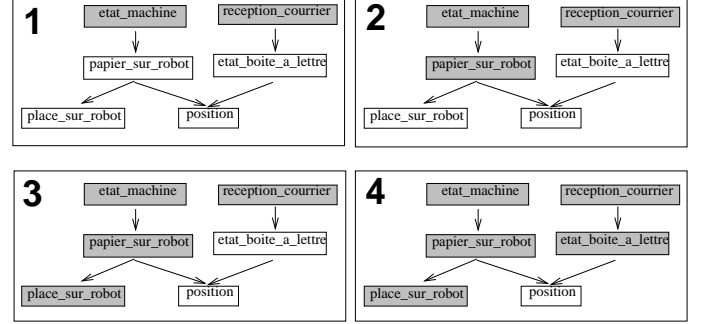 1
etat_machine
reception_courrier
papier_sur_robot
etat_boite_a_lettre
place_sur_robot
position
2
etat_machine
reception_courrier
papier_sur_robot
etat_boite_a_lettre
place_sur_robot
position
3
etat_machine
reception_courrier
papier_sur_robot
etat_boite_a_lettre
place_sur_robot
position
4
etat_machine
reception_courrier
papier_sur_robot
etat_boite_a_lettre
place_sur_robot
position